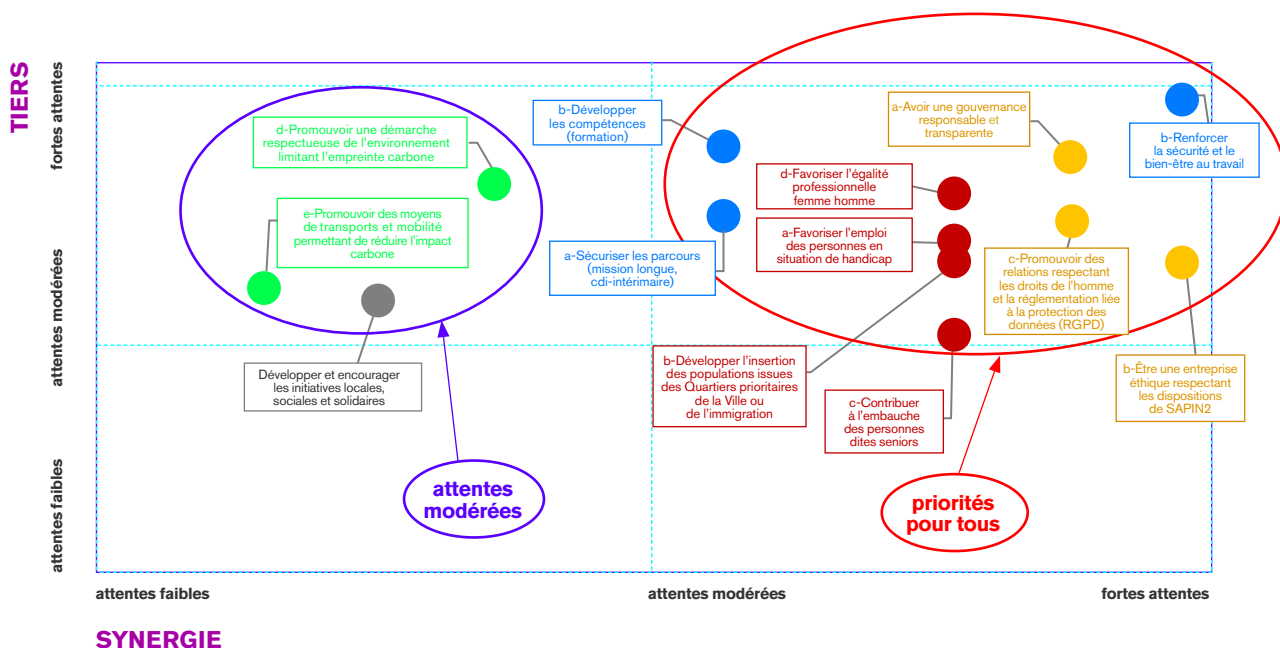 TIERS
fortes attentes
attentes modérées
attentes faibles
d-Promouvoir une démarche
respectueuse de l'environnement
limitant l'empreinte carbone
e-Promouvoir des moyens
de transports et mobilité
permettant de réduire l'impact
carbone
Développer et encourager
les initiatives locales,
sociales et solidaires
attentes
modérées
b-Développer
les compétences
(formation)
a-Sécuriser les parcours
(mission longue,
cdi-intérimaire)
d-Favoriser l'égalité
professionnelle
femme homme
a-Favoriser l'emploi
des personnes en
situation de handicap
b-Développer l'insertion
des populations issues
des Quartiers prioritaires
de la Ville ou
de l'immigration
c-Contribuer
à l'embauche
des personnes
dites seniors
a-Avoir une gouvernance
responsable et
transparente
b-Renforcer
la sécurité et le
bien-être au travail
c-Promouvoir des
relations respectant
les droits de l'homme
et la réglementation liée
à la protection des
données (RGPD)
b-Être une entreprise
éthique respectant
les dispositions
de SAPIN2
priorités
pour tous
attentes faibles
attentes modérées
fortes attentes
SYNERGIE